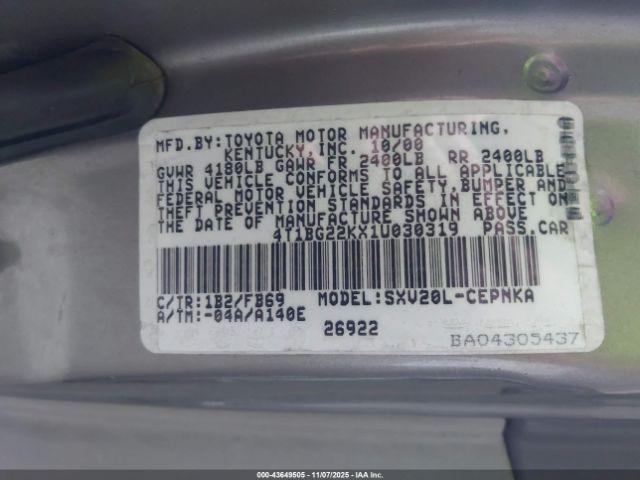 MFD.BY:TOYOTA MOTOR MANUFACTURING,
KENTUCKY,INC. 10/00
GVWR 4180LB GAWR FR 2400LB RR 2400LB
THIS VEHICLE CONFORMS TO ALL APPLICABLE
FEDERAL MOTOR VEHICLE SAFETY,BUMPER AND
THEFT PREVENTION STANDARDS IN EFFECT ON
THE DATE OF MANUFACTURE SHOWN ABOVE.
4T1BG22KX1U030319 PASS.CAR
C/TR:1B2/FB69 MODEL:SXV20L-CEPNKA
A/TM:-04A/A140E
26922
BA04305437
000-43649505 - 11/07/2025 - IAAI.COM